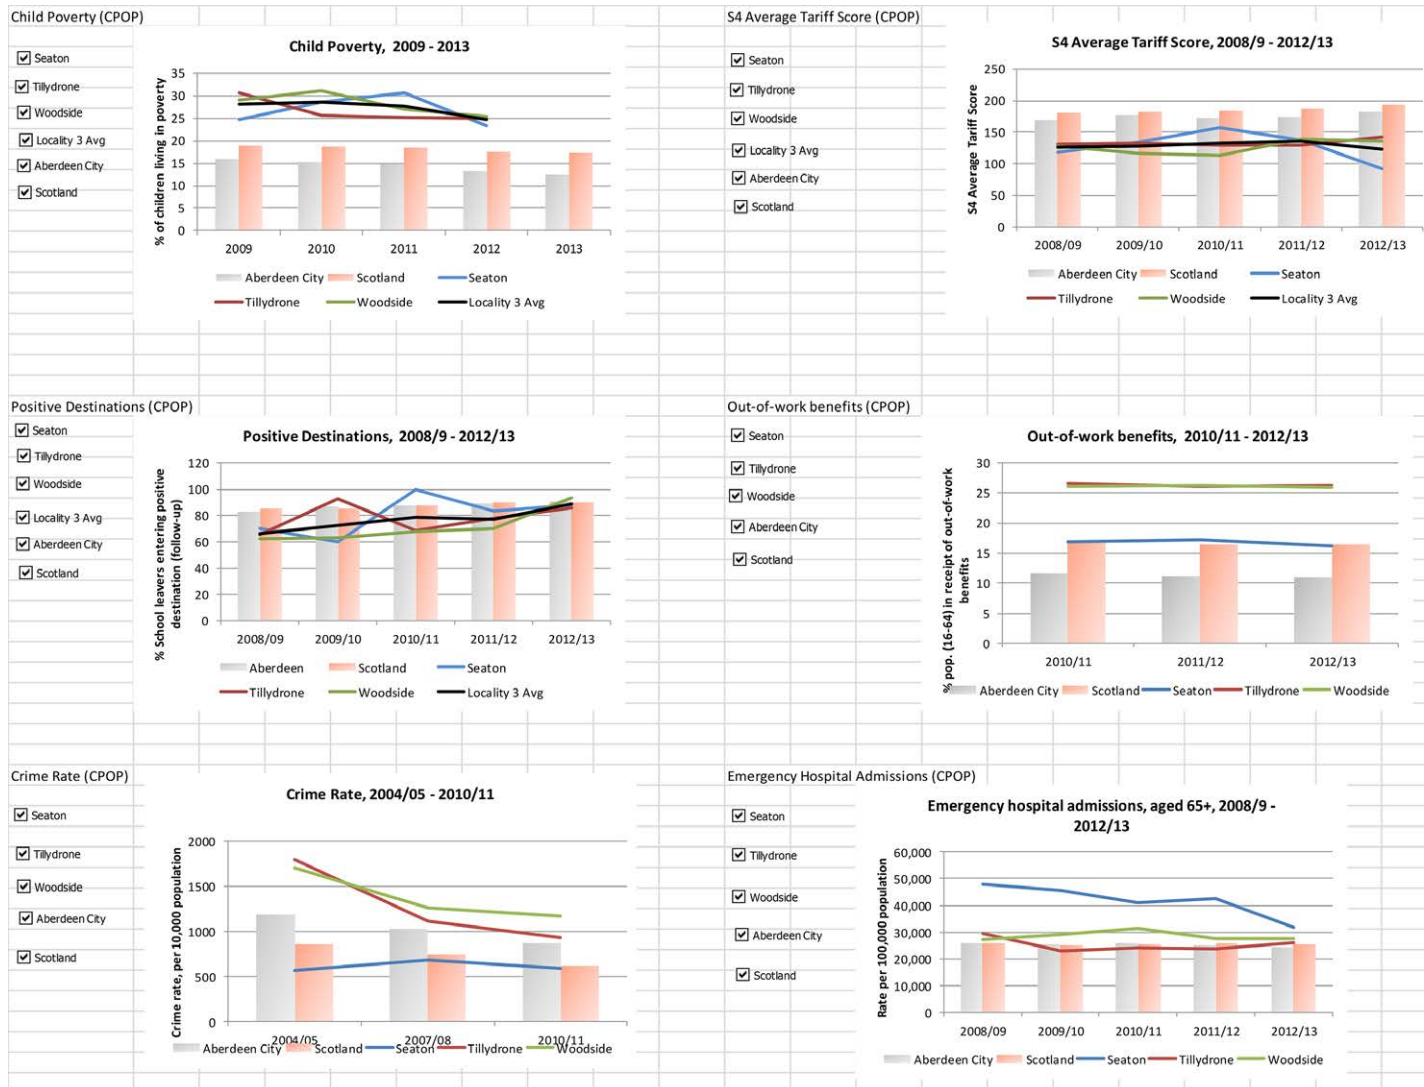 Child Poverty (CPOP)
Seaton
Tillydrone
Woodside
Locality 3 Avg
Aberdeen City
Scotland
Child Poverty, 2009 - 2013
% of children living in poverty
35
30
25
20
15
10
5
0
2009 2010 2011 2012 2013
Aberdeen City Scotland Seaton
Tillydrone Woodside Locality 3 Avg
S4 Average Tariff Score (CPOP)
Seaton
Tillydrone
Woodside
Locality 3 Avg
Aberdeen City
Scotland
S4 Average Tariff Score, 2008/9 - 2012/13
S4 Average Tariff Score
250
200
150
100
50
0
2008/09 2009/10 2010/11 2011/12 2012/13
Aberdeen City Scotland Seaton
Tillydrone Woodside Locality 3 Avg
Positive Destinations (CPOP)
Seaton
Tillydrone
Woodside
Locality 3 Avg
Aberdeen City
Scotland
Positive Destinations, 2008/9 - 2012/13
% School leavers entering positive
destination (follow-up)
120
100
80
60
40
20
0
2008/09 2009/10 2010/11 2011/12 2012/13
Aberdeen Scotland Seaton
Tillydrone Woodside Locality 3 Avg
Out-of-work benefits (CPOP)
Seaton
Tillydrone
Woodside
Aberdeen City
Scotland
Out-of-work benefits, 2010/11 - 2012/13
% pop. (16-64) in receipt of out-of-work
benefits
30
25
20
15
10
5
0
2010/11 2011/12 2012/13
Aberdeen City Scotland Seaton Tillydrone Woodside
Crime Rate (CPOP)
Seaton
Tillydrone
Woodside
Aberdeen City
Scotland
Crime Rate, 2004/05 - 2010/11
Crime rate, per 10,000 population
2000
1500
1000
500
0
2004/05 2007/08 2010/11
Aberdeen City Scotland Seaton Tillydrone Woodside
Emergency Hospital Admissions (CPOP)
Seaton
Tillydrone
Woodside
Aberdeen City
Scotland
Emergency hospital admissions, aged 65+, 2008/9 -
2012/13
Rate per 100,000 population
60,000
50,000
40,000
30,000
20,000
10,000
0
2008/09 2009/10 2010/11 2011/12 2012/13
Aberdeen City Scotland Seaton Tillydrone Woodside